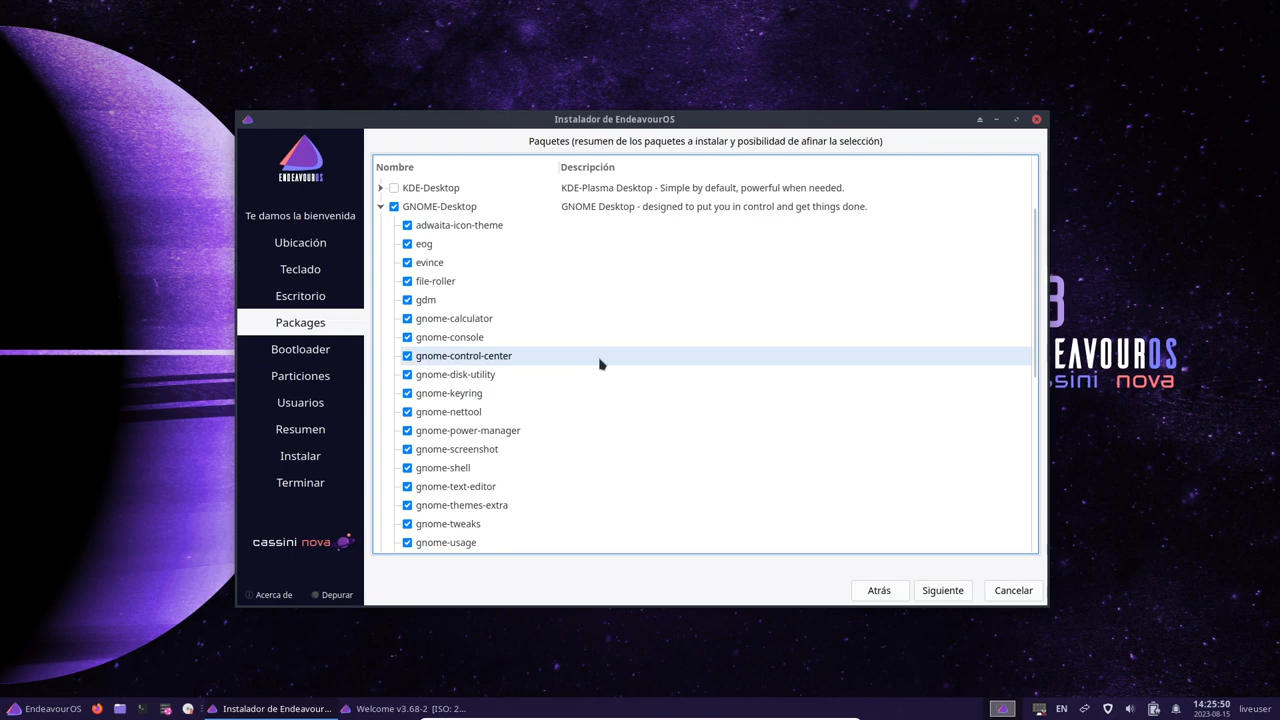 Instalador de EndeavourOS
ENDEAVOUROS
Te damos la bienvenida
Ubicación
Teclado
Escritorio
Packages
Bootloader
Particiones
Usuarios
Resumen
Instalar
Terminar
cassini nova
Acerca de
Depurar
Paquetes (resumen de los paquetes a instalar y posibilidad de afinar la selección)
Nombre Descripción
KDE-Desktop KDE-Plasma Desktop - Simple by default, powerful when needed.
GNOME-Desktop GNOME Desktop - designed to put you in control and get things done.
adwaita-icon-theme
eog
evince
file-roller
gdm
gnome-calculator
gnome-console
gnome-control-center
gnome-disk-utility
gnome-keyring
gnome-nettool
gnome-power-manager
gnome-screenshot
gnome-shell
gnome-text-editor
gnome-themes-extra
gnome-tweaks
gnome-usage
Atrás Siguiente Cancelar
EAVOUROS
sini nova
EndeavourOS
Instalador de Endeavour...
Welcome v3.68-2 [ISO: 2...
EN
14:25:50
2023-08-15
liveuser